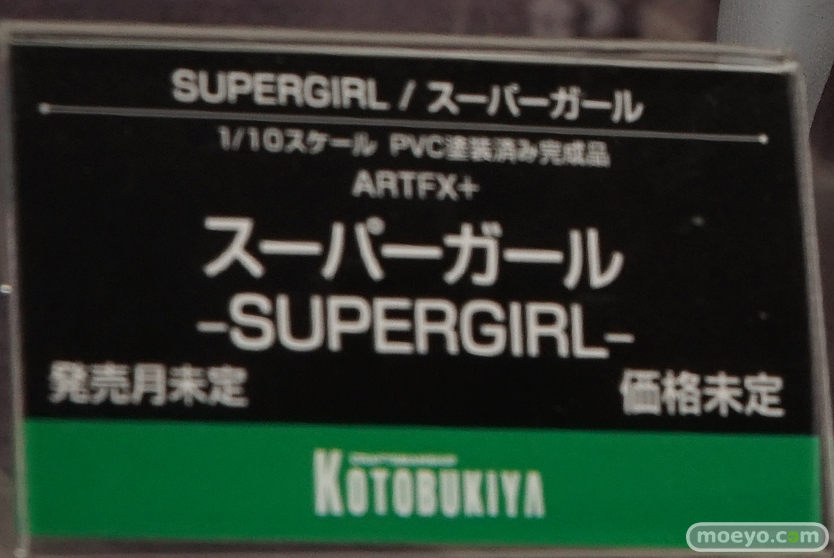 SUPERGIRL / スーパーガール
1/10スケール PVC塗装済み完成品
ARTFX+
スーパーガール
–SUPERGIRL–
発売月未定 価格未定
KOTOBUKIYA
moeyo.com